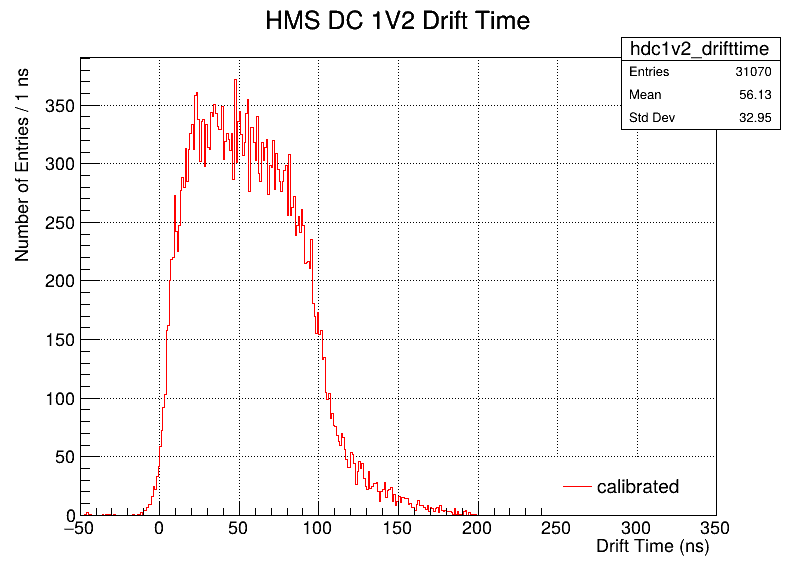 HMS DC 1V2 Drift Time
hdc1v2_drifttime
Entries 31070
Mean 56.13
Std Dev 32.95
Number of Entries / 1 ns
350
300
250
200
150
100
50
0
−50 0 50 100 150 200 250 300 350
Drift Time (ns)
calibrated